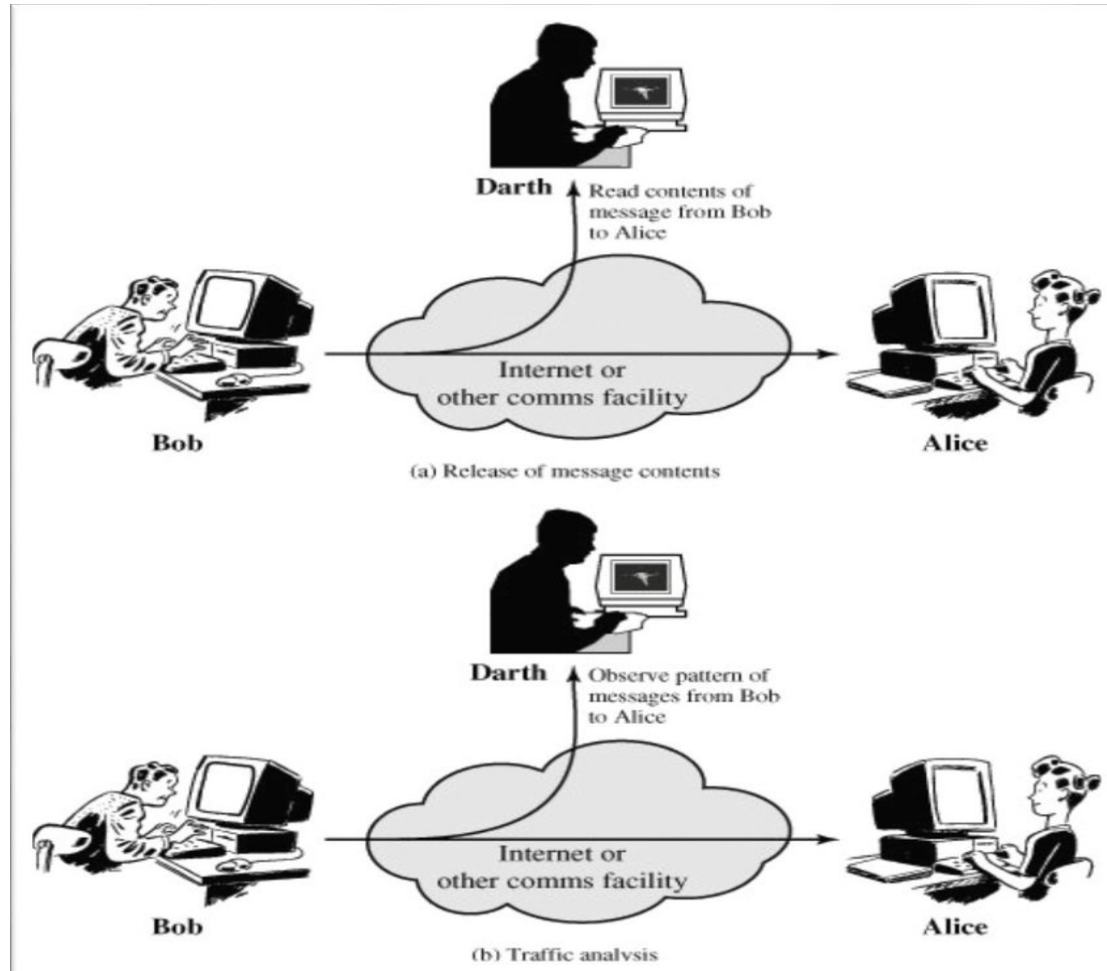 Darth
Read contents of
message from Bob
to Alice
Internet or
other comms facility
Bob
Alice
(a) Release of message contents
Darth
Observe pattern of
messages from Bob
to Alice
Internet or
other comms facility
Bob
Alice
(b) Traffic analysis